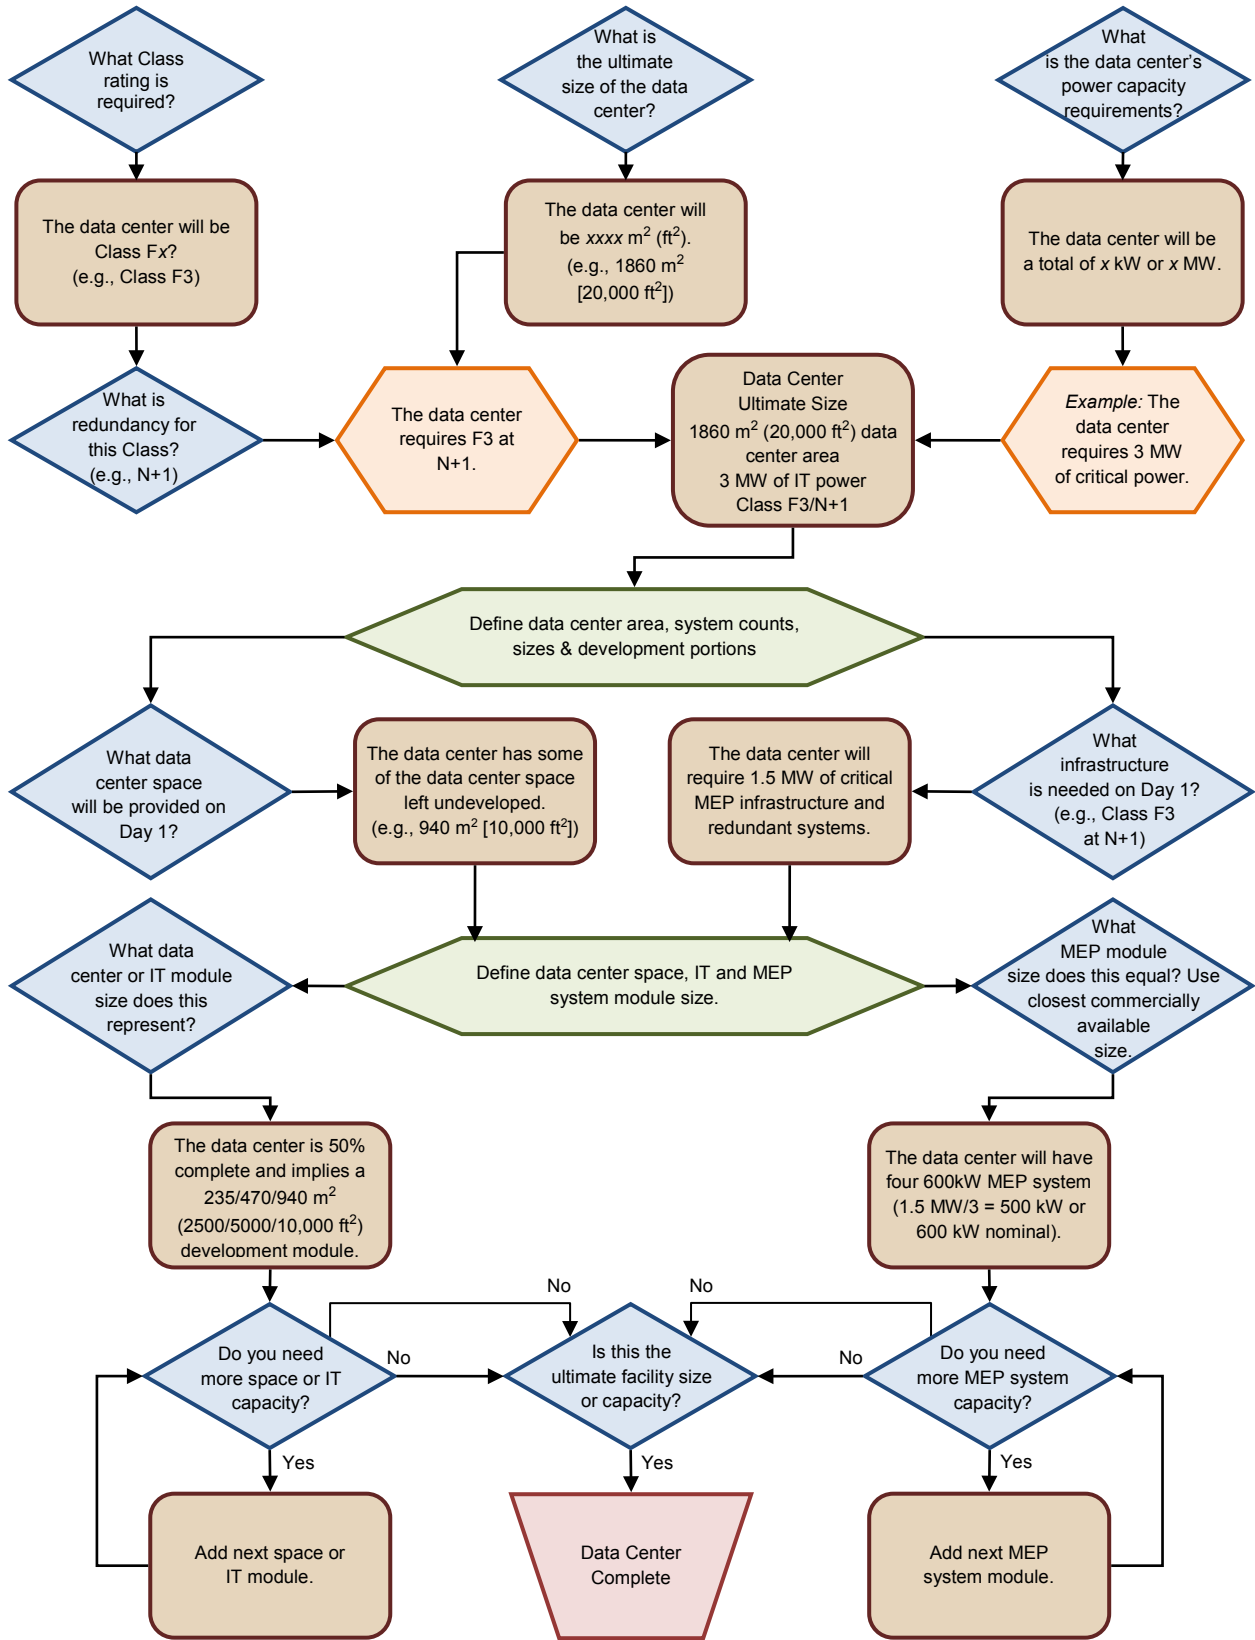 What Class
rating is
required?
What is
the ultimate
size of the data
center?
What
is the data center's
power capacity
requirements?
The data center will be
Class Fx?
(e.g., Class F3)
The data center will
be xxxx m² (ft²).
(e.g., 1860 m²
[20,000 ft²])
The data center will be
a total of x kW or x MW.
What is
redundancy for
this Class?
(e.g., N+1)
The data center
requires F3 at
N+1.
Data Center
Ultimate Size
1860 m² (20,000 ft²) data
center area
3 MW of IT power
Class F3/N+1
Example: The
data center
requires 3 MW
of critical power.
Define data center area, system counts,
sizes & development portions
What data
center space
will be provided on
Day 1?
The data center has some
of the data center space
left undeveloped.
(e.g., 940 m² [10,000 ft²])
The data center will
require 1.5 MW of critical
MEP infrastructure and
redundant systems.
What
infrastructure
is needed on Day 1?
(e.g., Class F3
at N+1)
What data
center or IT module
size does this
represent?
Define data center space, IT and MEP
system module size.
What
MEP module
size does this equal? Use
closest commercially
available
size.
The data center is 50%
complete and implies a
235/470/940 m²
(2500/5000/10,000 ft²)
development module.
The data center will have
four 600kW MEP system
(1.5 MW/3 = 500 kW or
600 kW nominal).
No
No
Do you need
more space or IT
capacity?
No
Is this the
ultimate facility size
or capacity?
No
Do you need
more MEP system
capacity?
Yes
Yes
Yes
Add next space or
IT module.
Data Center
Complete
Add next MEP
system module.